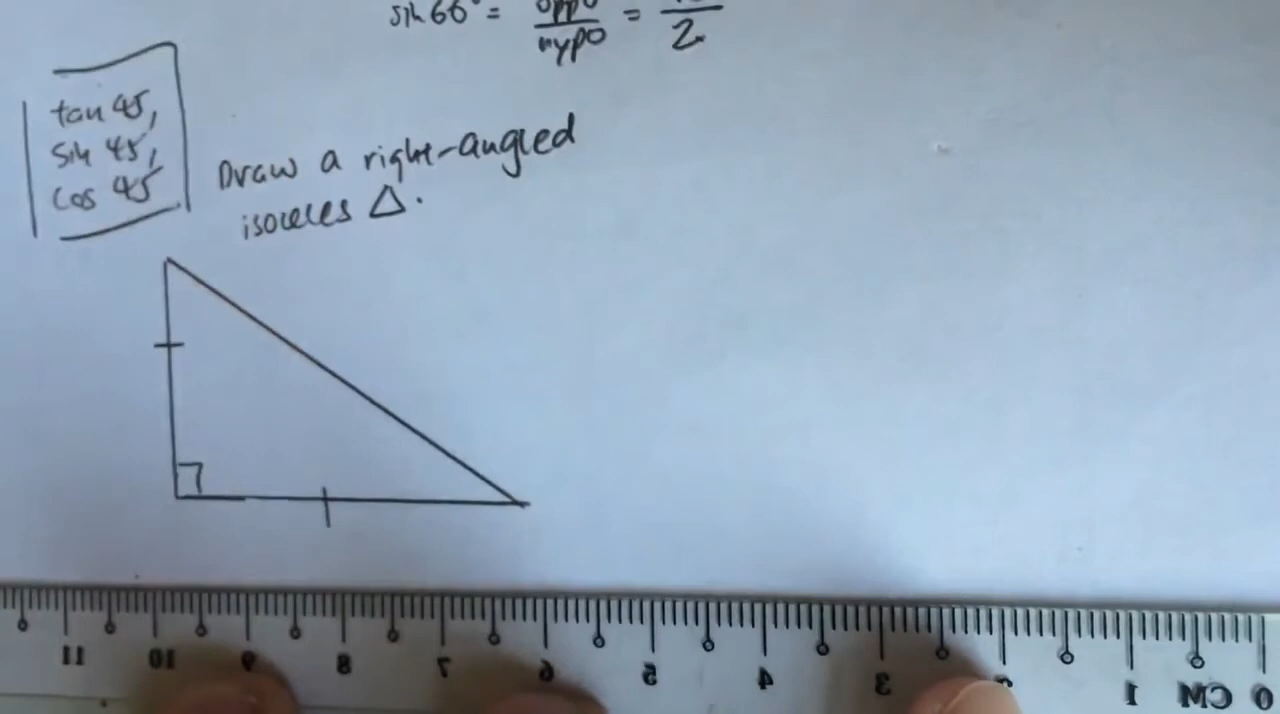 sin 60° = oppo/hypo = /2
tan 45,
sin 45,
cos 45
Draw a right-angled
isoceles △.
11 10 9 8 7 6 5 4 3 1 CM 0